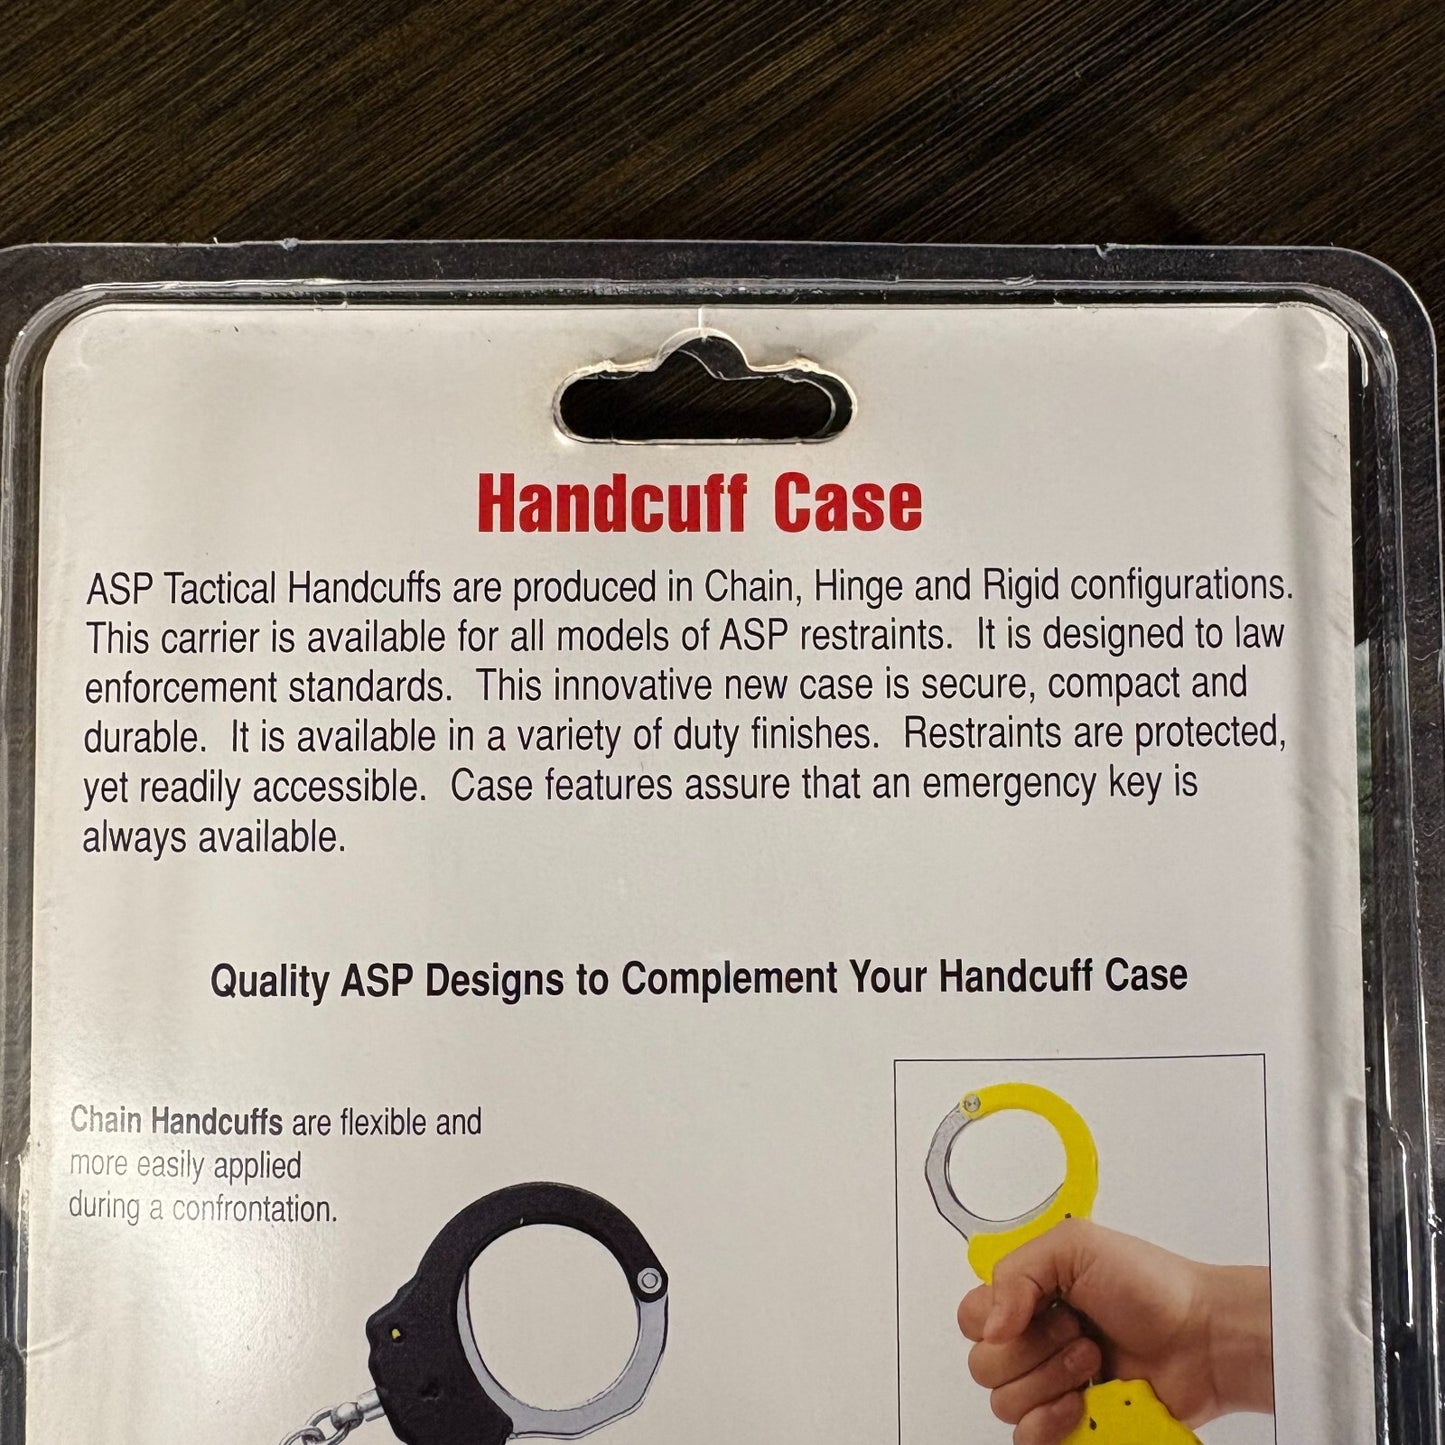 Handcuff Case
ASP Tactical Handcuffs are produced in Chain, Hinge and Rigid configurations.
This carrier is available for all models of ASP restraints.  It is designed to law
enforcement standards.  This innovative new case is secure, compact and
durable.  It is available in a variety of duty finishes.  Restraints are protected,
yet readily accessible.  Case features assure that an emergency key is
always available.
Quality ASP Designs to Complement Your Handcuff Case
Chain Handcuffs are flexible and
more easily applied
during a confrontation.